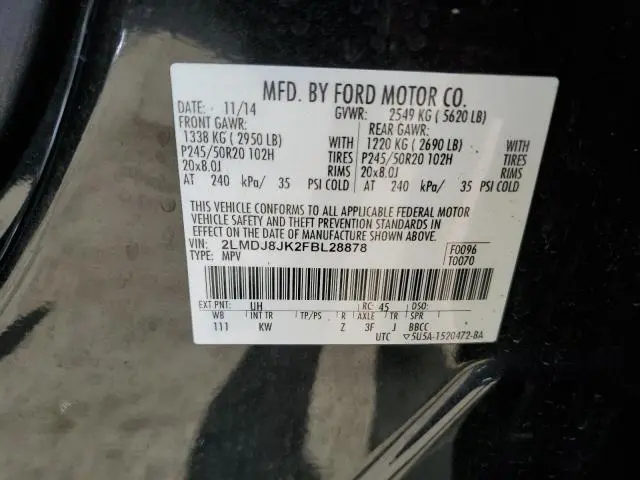 MFD. BY FORD MOTOR CO.
DATE: 11/14 GVWR: 2549 KG ( 5620 LB)
FRONT GAWR: REAR GAWR:
1338 KG ( 2950 LB) WITH 1220 KG ( 2690 LB) WITH
P245/50R20 102H TIRES P245/50R20 102H TIRES
20x8.0J RIMS 20x8.0J RIMS
AT 240 kPa/ 35 PSI COLD AT 240 kPa/ 35 PSI COLD
THIS VEHICLE CONFORMS TO ALL APPLICABLE FEDERAL MOTOR
VEHICLE SAFETY AND THEFT PREVENTION STANDARDS IN
EFFECT ON THE DATE OF MANUFACTURE SHOWN ABOVE.
VIN: 2LMDJ8JK2FBL28878 F0096
TYPE: MPV T0070
EXT PNT: UH RC: 45 DSO:
WB INT TR TP/PS R AXLE TR SPR
111 KW Z 3F J BBCC
UTC ▽5U5A-1520472-BA